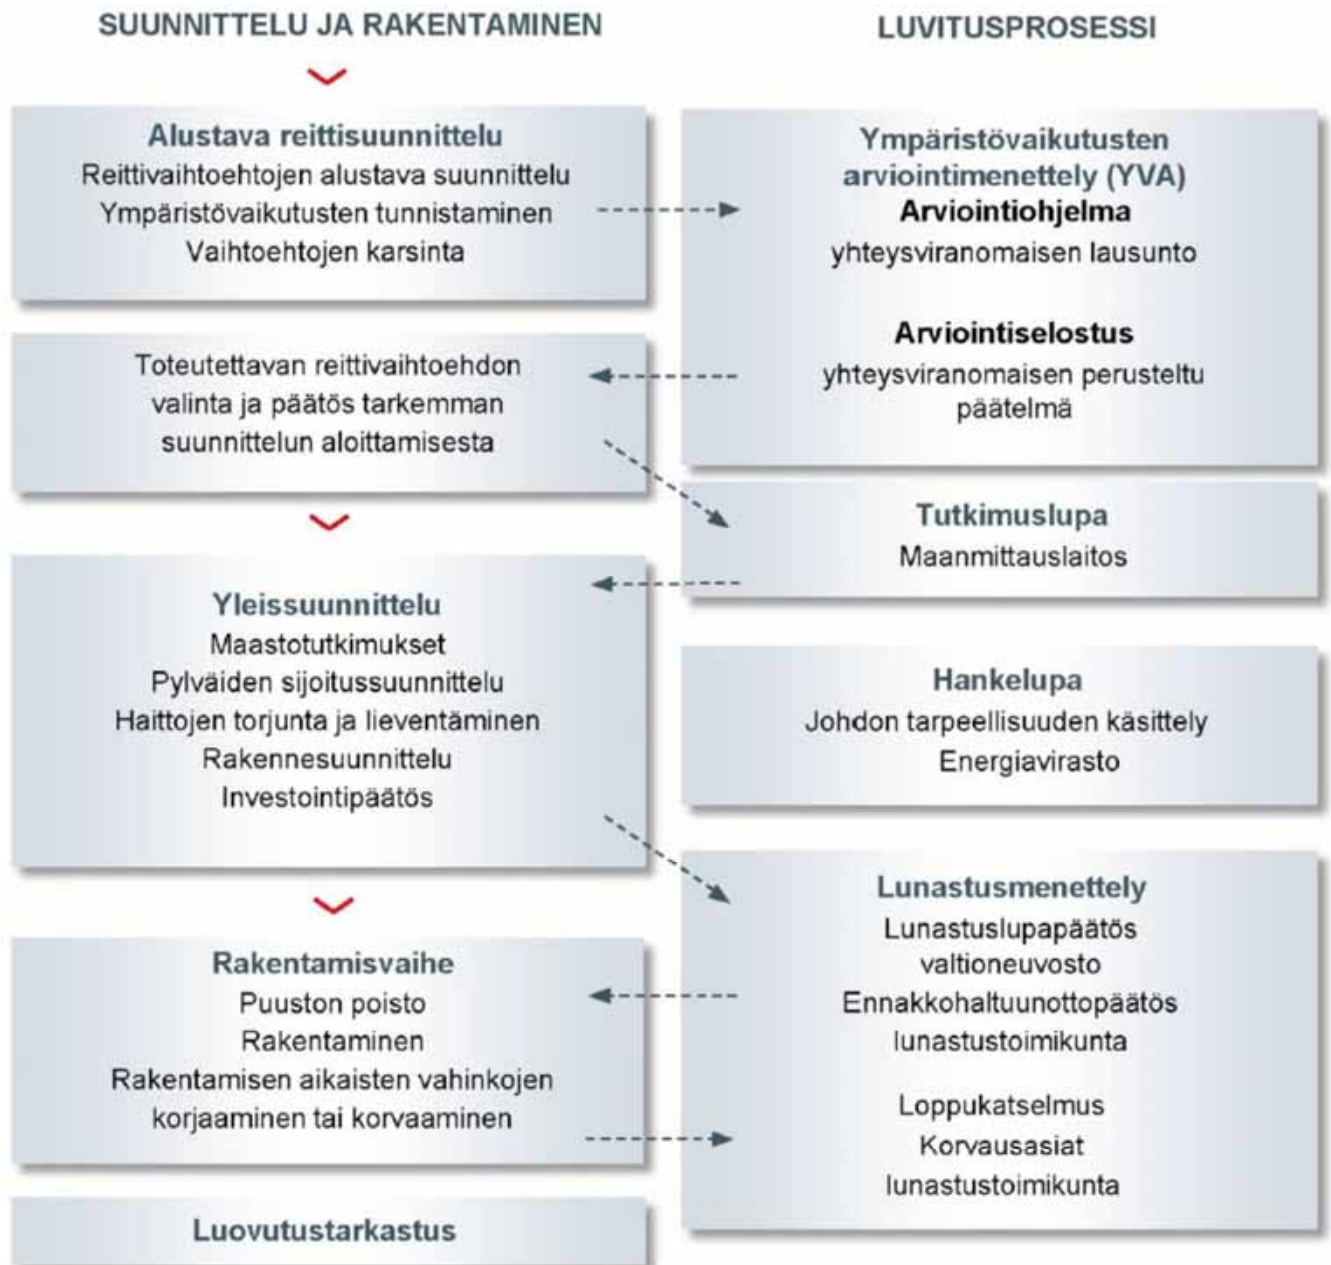 SUUNNITTELU JA RAKENTAMINEN
Alustava reittisuunnittelu
Reittivaihtoehtojen alustava suunnittelu
Ympäristövaikutusten tunnistaminen
Vaihtoehtojen karsinta
Toteutettavan reittivaihtoehdon
valinta ja päätös tarkemman
suunnittelun aloittamisesta
Yleissuunnittelu
Maastotutkimukset
Pylväiden sijoitussuunnittelu
Haittojen torjunta ja lieventäminen
Rakennesuunnittelu
Investointipäätös
Rakentamisvaihe
Puuston poisto
Rakentaminen
Rakentamisen aikaisten vahinkojen
korjaaminen tai korvaaminen
Luovutustarkastus
LUVITUSPROSESSI
Ympäristövaikutusten
arviointimenettely (YVA)
Arviointiohjelma
yhteysviranomaisen lausunto
Arviointiselostus
yhteysviranomaisen perusteltu
päätelmä
Tutkimuslupa
Maanmittauslaitos
Hankelupa
Johdon tarpeellisuuden käsittely
Energiavirasto
Lunastusmenettely
Lunastuslupapäätös
valtioneuvosto
Ennakkohaltuunottopäätös
lunastustoimikunta
Loppukatselmus
Korvausasiat
lunastustoimikunta